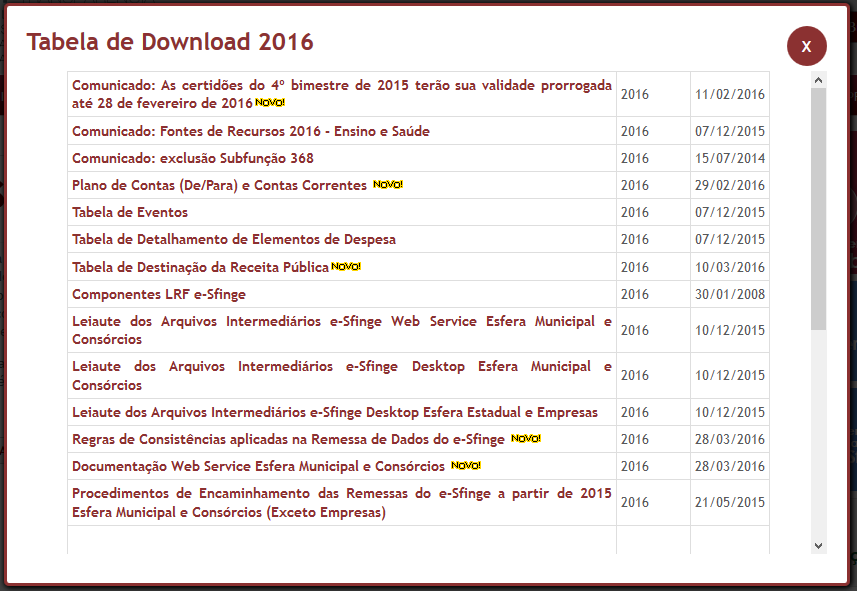 Tabela de Download 2016
X
Comunicado: As certidões do 4º bimestre de 2015 terão sua validade prorrogada
até 28 de fevereiro de 2016 NOVO! 2016 11/02/2016
Comunicado: Fontes de Recursos 2016 - Ensino e Saúde 2016 07/12/2015
Comunicado: exclusão Subfunção 368 2016 15/07/2014
Plano de Contas (De/Para) e Contas Correntes NOVO! 2016 29/02/2016
Tabela de Eventos 2016 07/12/2015
Tabela de Detalhamento de Elementos de Despesa 2016 07/12/2015
Tabela de Destinação da Receita Pública NOVO! 2016 10/03/2016
Componentes LRF e-Sfinge 2016 30/01/2008
Leiaute dos Arquivos Intermediários e-Sfinge Web Service Esfera Municipal e
Consórcios 2016 10/12/2015
Leiaute dos Arquivos Intermediários e-Sfinge Desktop Esfera Municipal e
Consórcios 2016 10/12/2015
Leiaute dos Arquivos Intermediários e-Sfinge Desktop Esfera Estadual e Empresas 2016 10/12/2015
Regras de Consistências aplicadas na Remessa de Dados do e-Sfinge NOVO! 2016 28/03/2016
Documentação Web Service Esfera Municipal e Consórcios NOVO! 2016 28/03/2016
Procedimentos de Encaminhamento das Remessas do e-Sfinge a partir de 2015
Esfera Municipal e Consórcios (Exceto Empresas) 2016 21/05/2015